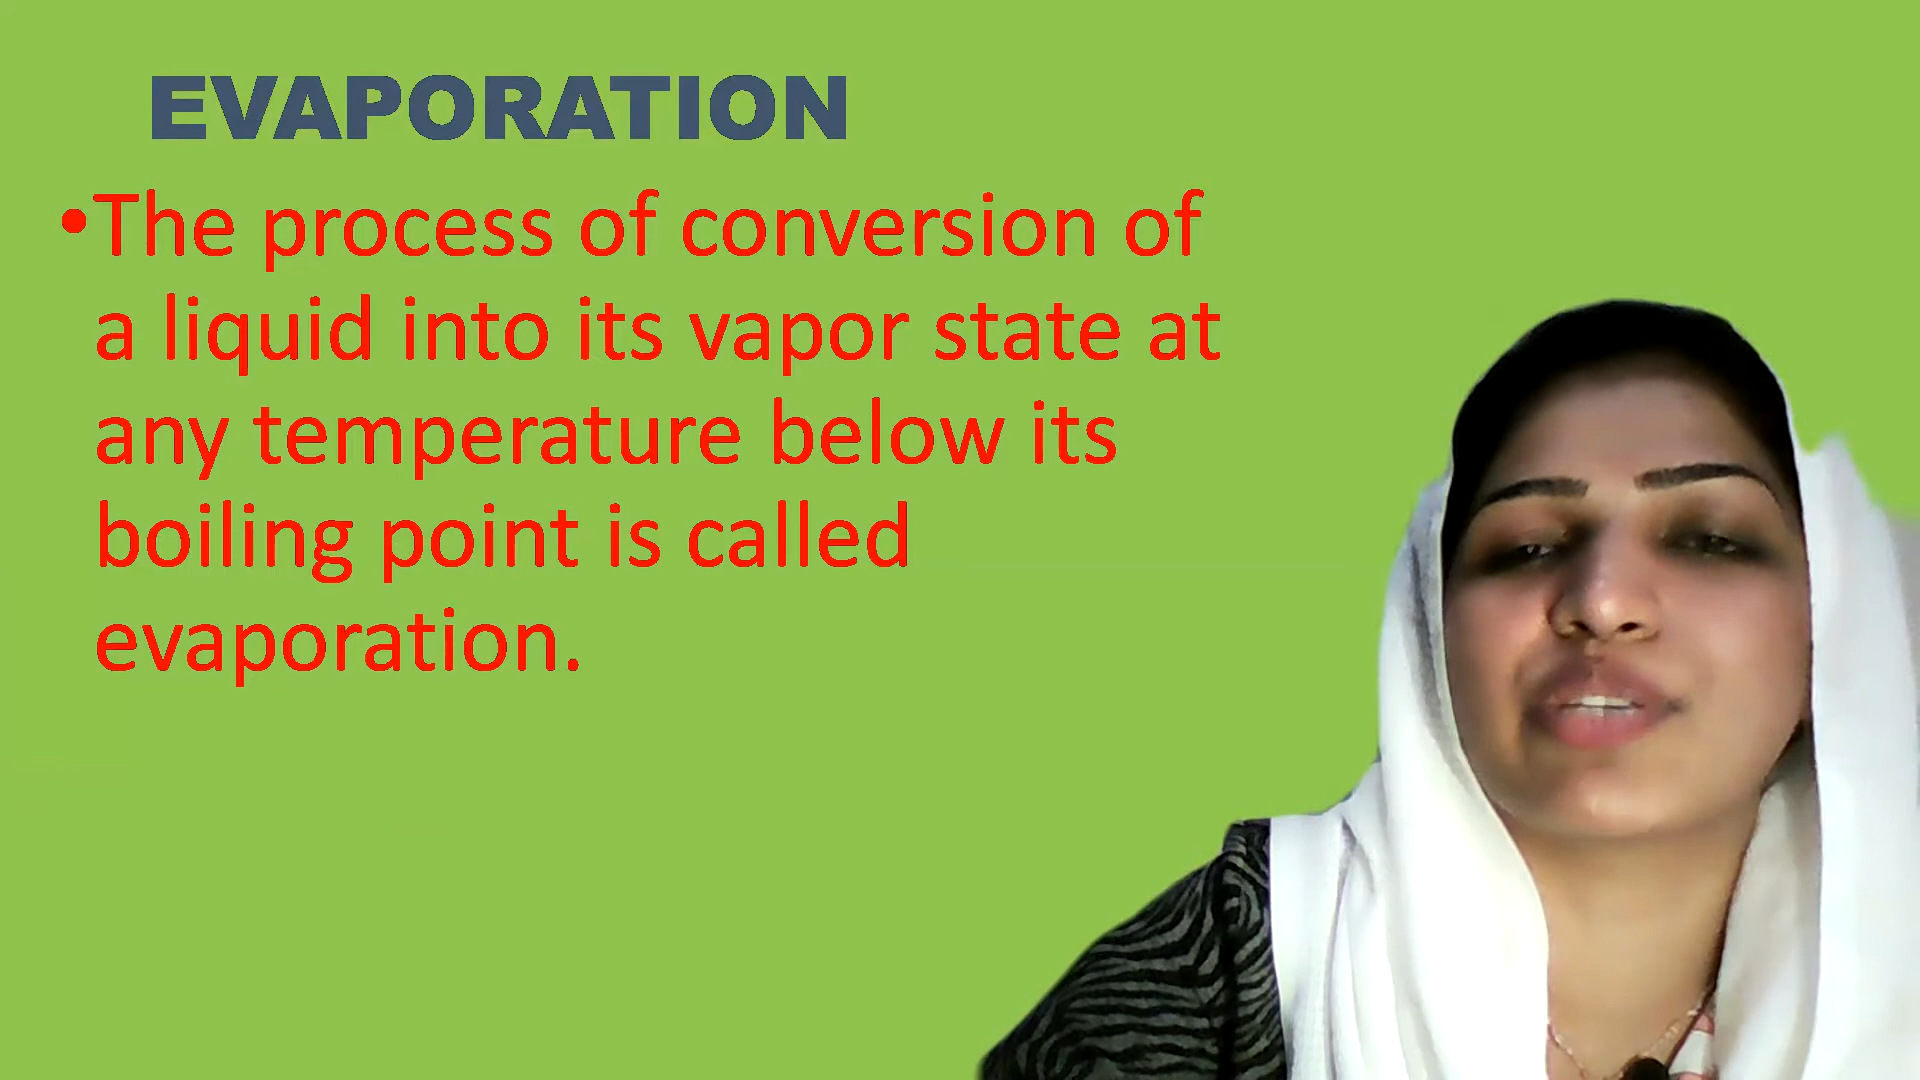 EVAPORATION
•The process of conversion of
a liquid into its vapor state at
any temperature below its
boiling point is called
evaporation.